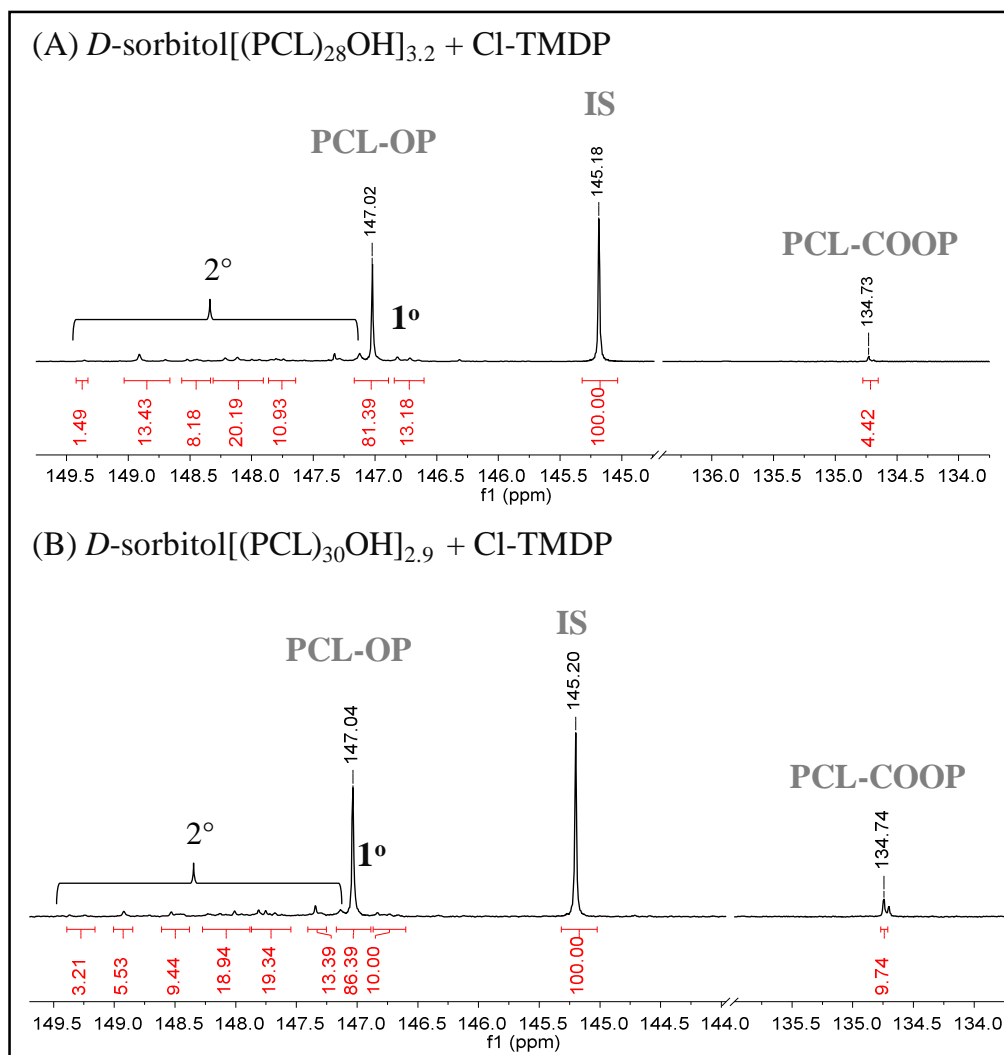 (A) D-sorbitol[(PCL)28OH]3.2 + Cl-TMDP
IS
PCL-OP
147.02
145.18
PCL-COOP
2°
1º
134.73
1.49
13.43
8.18
20.19
10.93
81.39
13.18
100.00
4.42
149.5 149.0 148.5 148.0 147.5 147.0 146.5 146.0 145.5 145.0 136.0 135.5 135.0 134.5 134.0
f1 (ppm)
(B) D-sorbitol[(PCL)30OH]2.9 + Cl-TMDP
IS
PCL-OP
147.04
145.20
PCL-COOP
2°
1º
134.74
3.21
5.53
9.44
18.94
19.34
13.39
86.39
10.00
100.00
9.74
149.5 149.0 148.5 148.0 147.5 147.0 146.5 146.0 145.5 145.0 144.5 144.0 135.5 135.0 134.5 134.0
f1 (ppm)